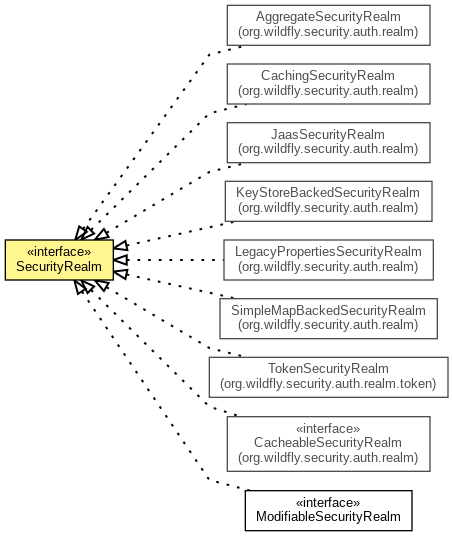 AggregateSecurityRealm
(org.wildfly.security.auth.realm)
CachingSecurityRealm
(org.wildfly.security.auth.realm)
JaasSecurityRealm
(org.wildfly.security.auth.realm)
KeyStoreBackedSecurityRealm
(org.wildfly.security.auth.realm)
«interface»
SecurityRealm
LegacyPropertiesSecurityRealm
(org.wildfly.security.auth.realm)
SimpleMapBackedSecurityRealm
(org.wildfly.security.auth.realm)
TokenSecurityRealm
(org.wildfly.security.auth.realm.token)
«interface»
CacheableSecurityRealm
(org.wildfly.security.auth.realm)
«interface»
ModifiableSecurityRealm